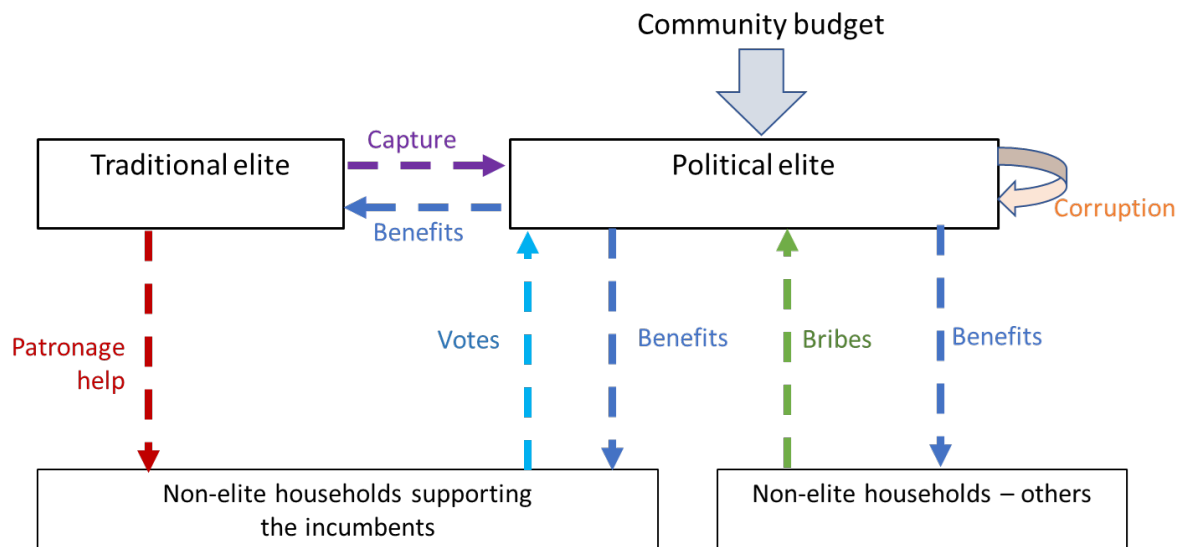 Community budget
Traditional elite
Capture
Benefits
Political elite
Corruption
Patronage
help
Votes
Benefits
Bribes
Benefits
Non-elite households supporting
the incumbents
Non-elite households – others